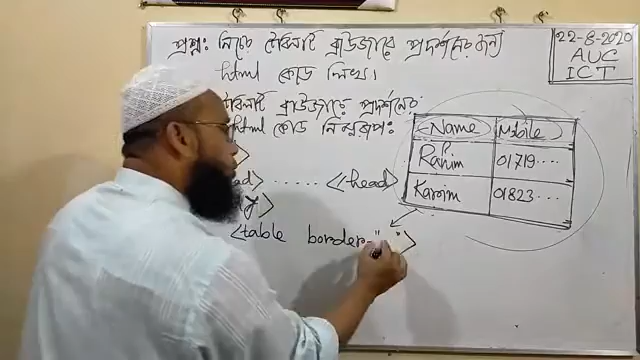 প্রশ্ন: নিচের টেবিলটি ব্রাউজারে প্রদর্শনের জন্য
html কোড লিখ।
টেবিলটি ব্রাউজারে প্রদর্শনের
html কোড নিম্নরূপ:
ad> ...... </head>
y>
<table border " ">
22-8-2020
AUC
ICT
Name Mobile
Rahim 01719....
Karim 01823...